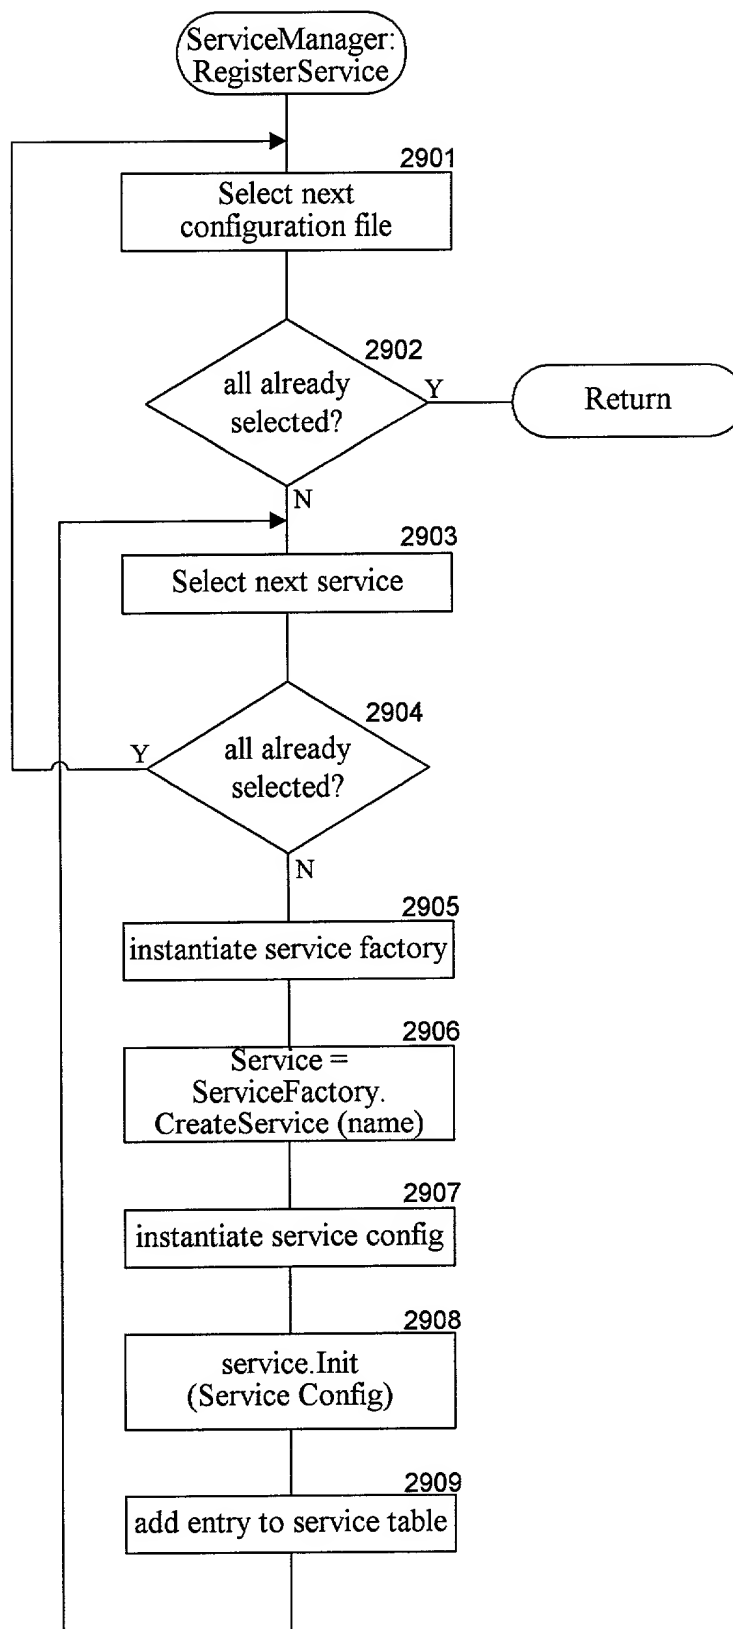 ServiceManager:
RegisterService
2901
Select next
configuration file
2902
all already
selected?
Y
Return
N
2903
Select next service
2904
Y
all already
selected?
N
2905
instantiate service factory
2906
Service =
ServiceFactory.
CreateService (name)
2907
instantiate service config
2908
service.Init
(Service Config)
2909
add entry to service table